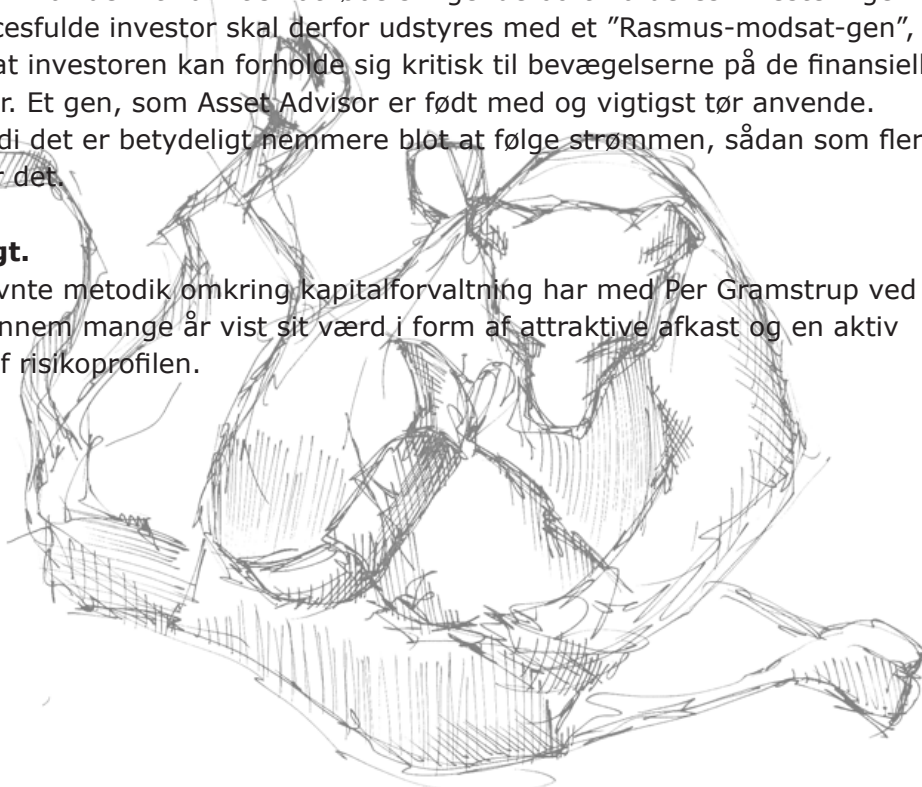 cesfulde investor skal derfor udstyres med et ”Rasmus-modsat-gen”,
at investoren kan forholde sig kritisk til bevægelserne på de finansiell
r. Et gen, som Asset Advisor er født med og vigtigst tør anvende.
di det er betydeligt nemmere blot at følge strømmen, sådan som fler
r det.
gt.
vnte metodik omkring kapitalforvaltning har med Per Gramstrup ved
ennem mange år vist sit værd i form af attraktive afkast og en aktiv
f risikoprofilen.